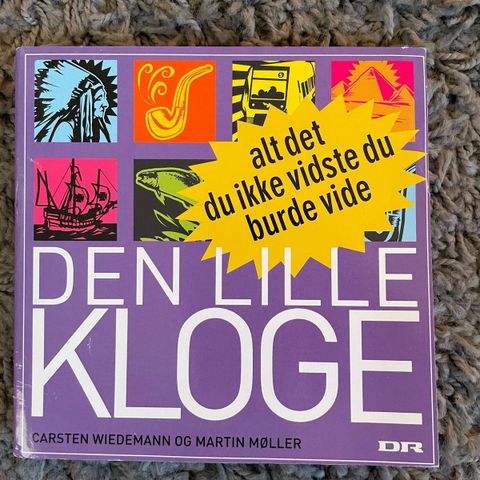 alt det
du ikke vidste du
burde vide
DEN LILLE
KLOGE
CARSTEN WIEDEMANN OG MARTIN MØLLER
DR